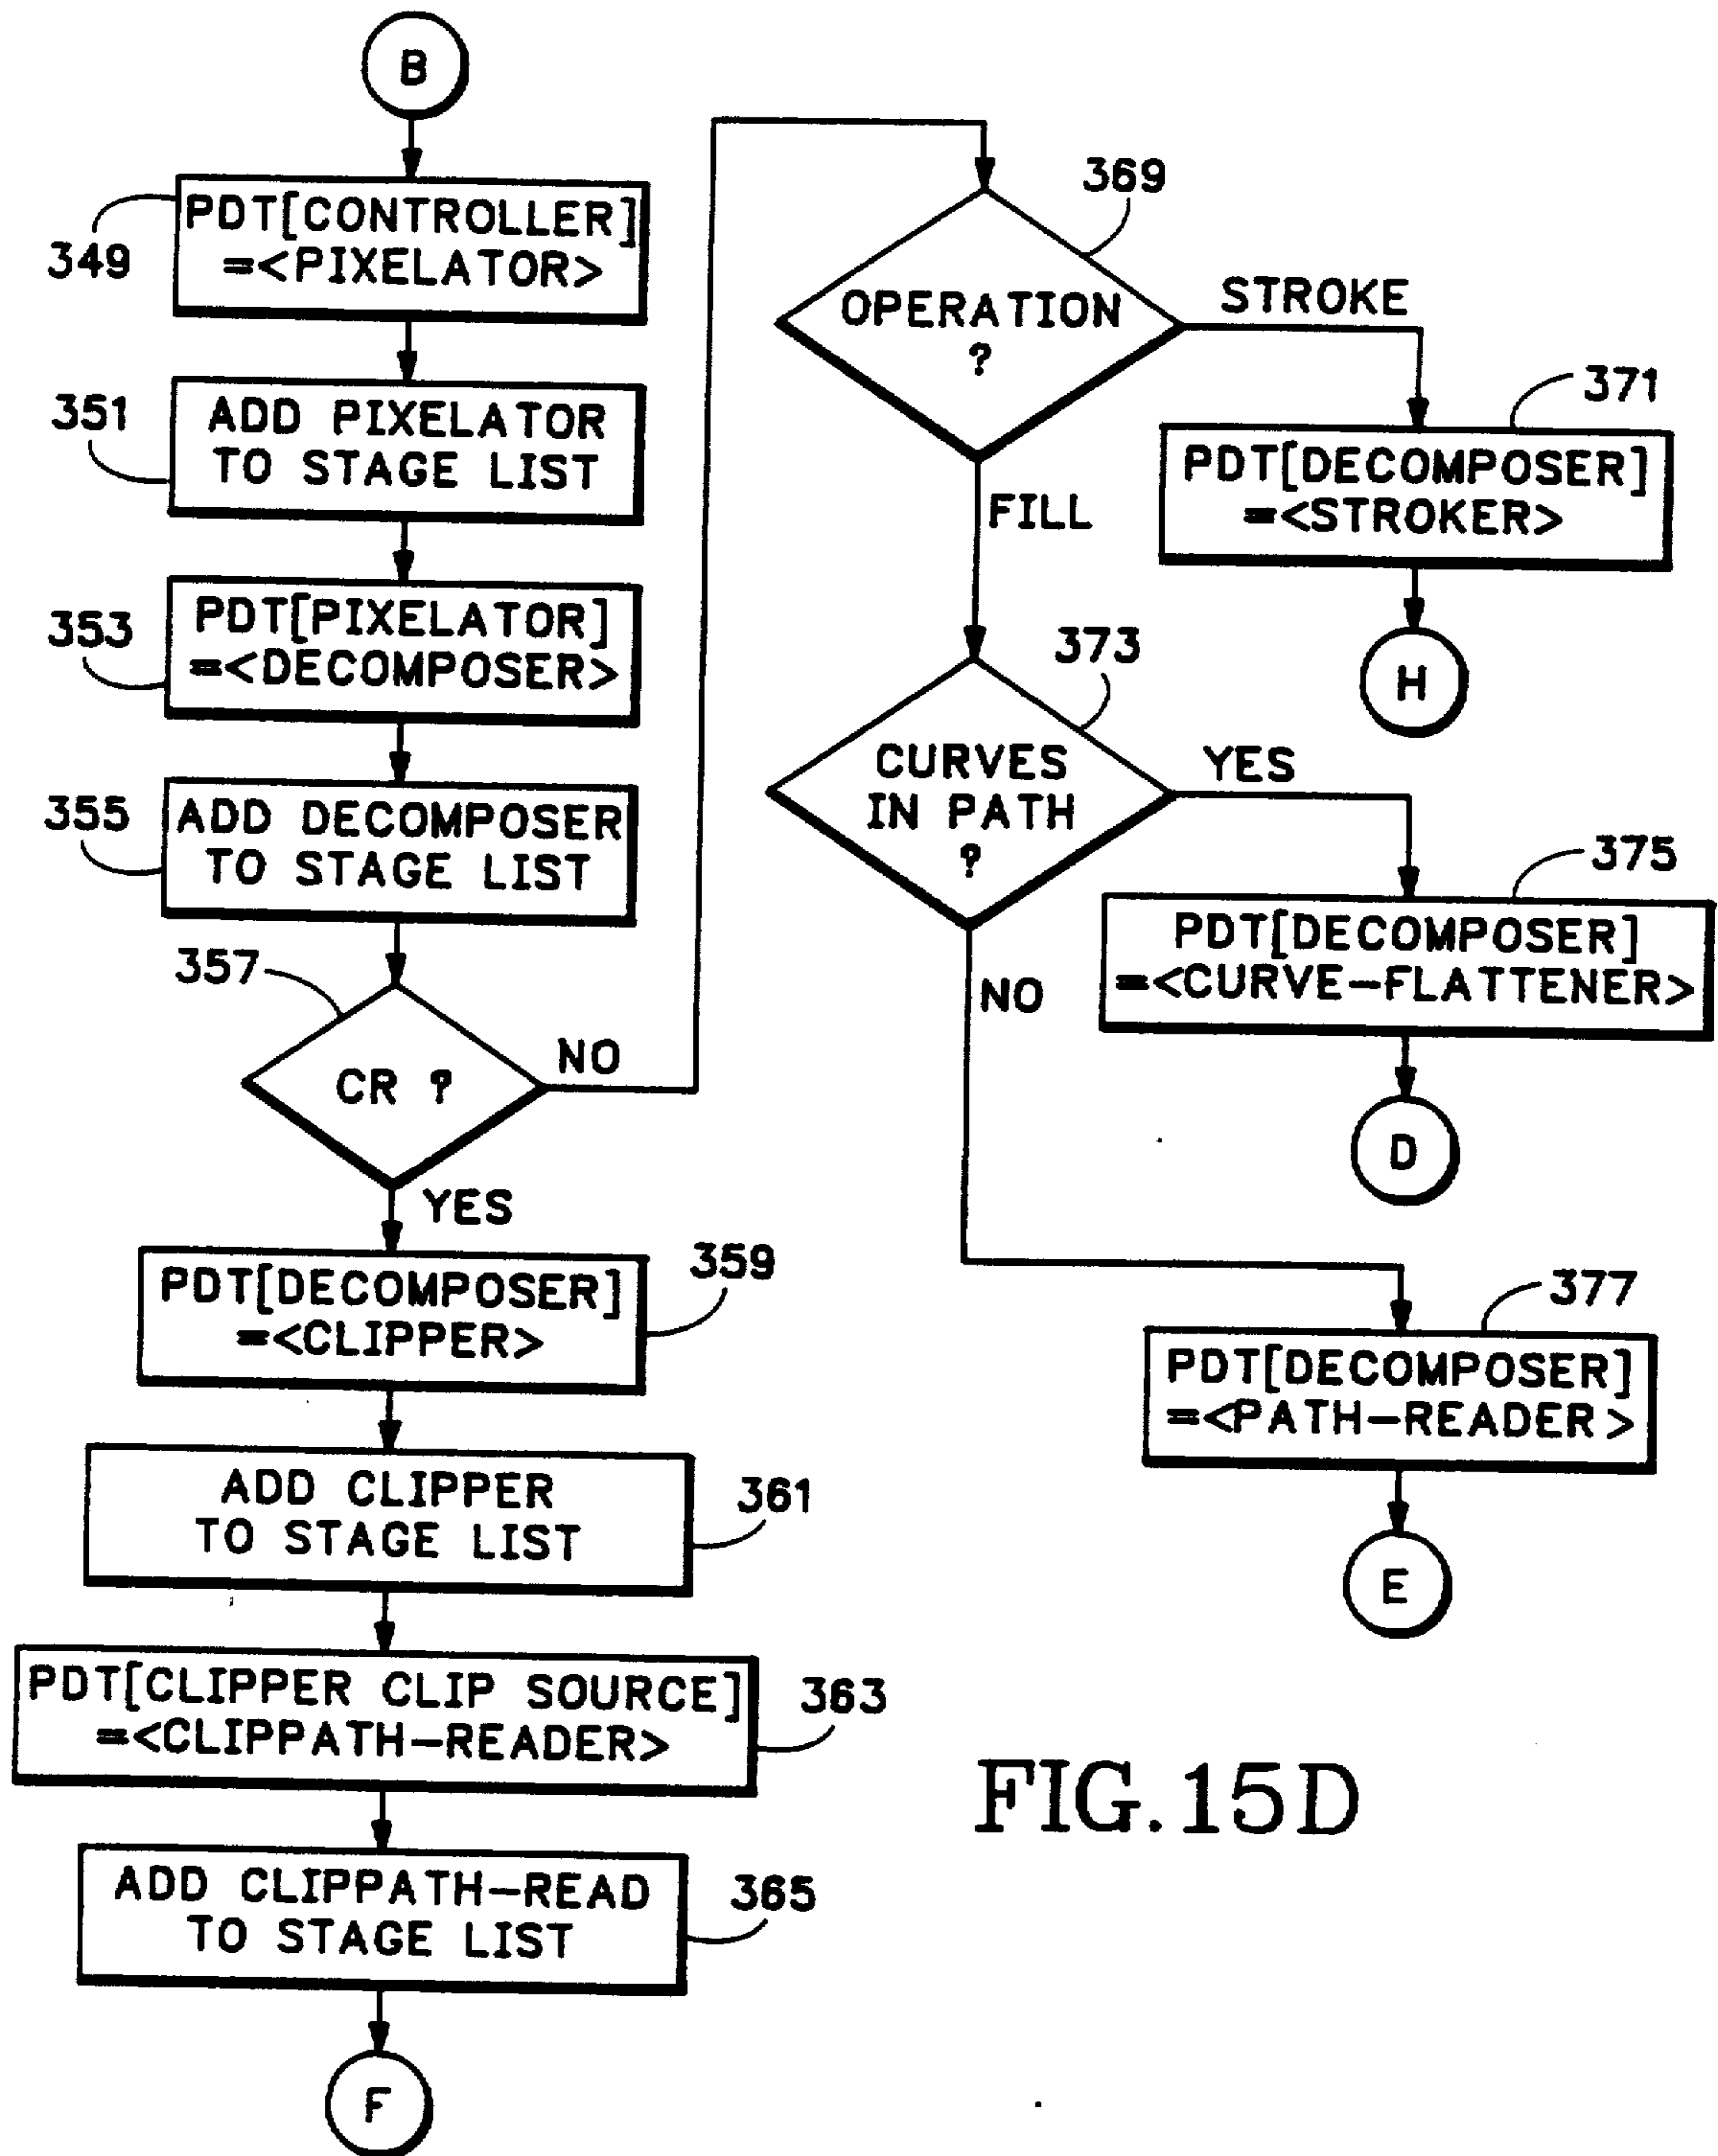 B
349
PDT[CONTROLLER]
=<PIXELATOR>
351
ADD PIXELATOR
TO STAGE LIST
353
PDT[PIXELATOR]
=<DECOMPOSER>
355
ADD DECOMPOSER
TO STAGE LIST
357
CR ?
NO
YES
PDT[DECOMPOSER]
=<CLIPPER>
359
ADD CLIPPER
TO STAGE LIST
361
PDT[CLIPPER CLIP SOURCE]
=<CLIPPATH-READER>
363
ADD CLIPPATH-READ
TO STAGE LIST
365
F
369
OPERATION
?
STROKE
FILL
371
PDT[DECOMPOSER]
=<STROKER>
H
373
CURVES
IN PATH
?
YES
NO
375
PDT[DECOMPOSER]
=<CURVE-FLATTENER>
D
377
PDT[DECOMPOSER]
=<PATH-READER>
E
FIG.15D